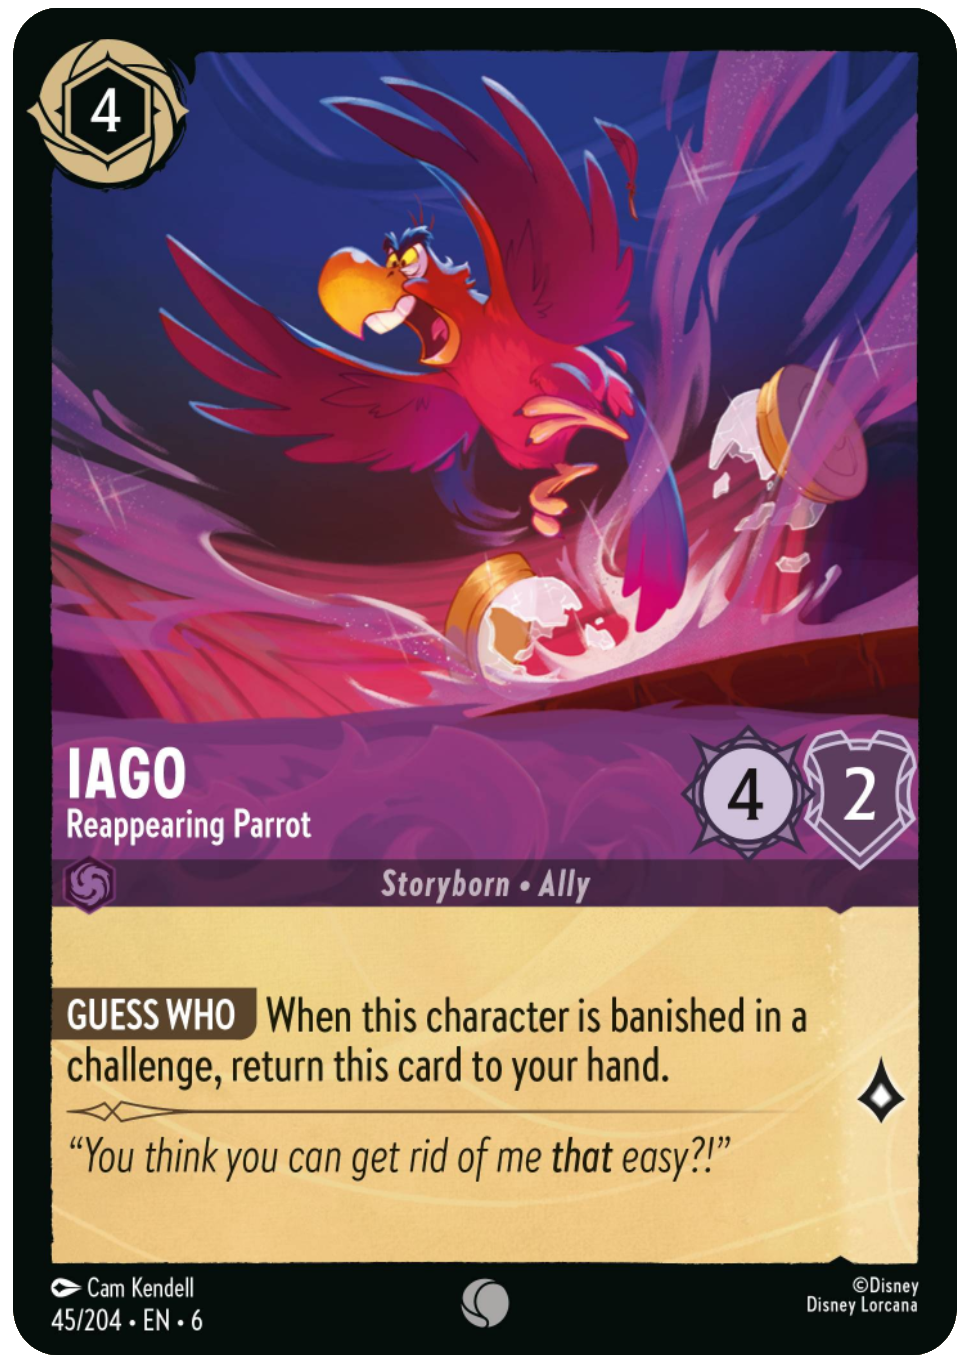 4
IAGO
Reappearing Parrot
4
2
Storyborn • Ally
GUESS WHO When this character is banished in a
challenge, return this card to your hand.
“You think you can get rid of me that easy?!”
Cam Kendell
45/204 • EN • 6
©Disney
Disney Lorcana